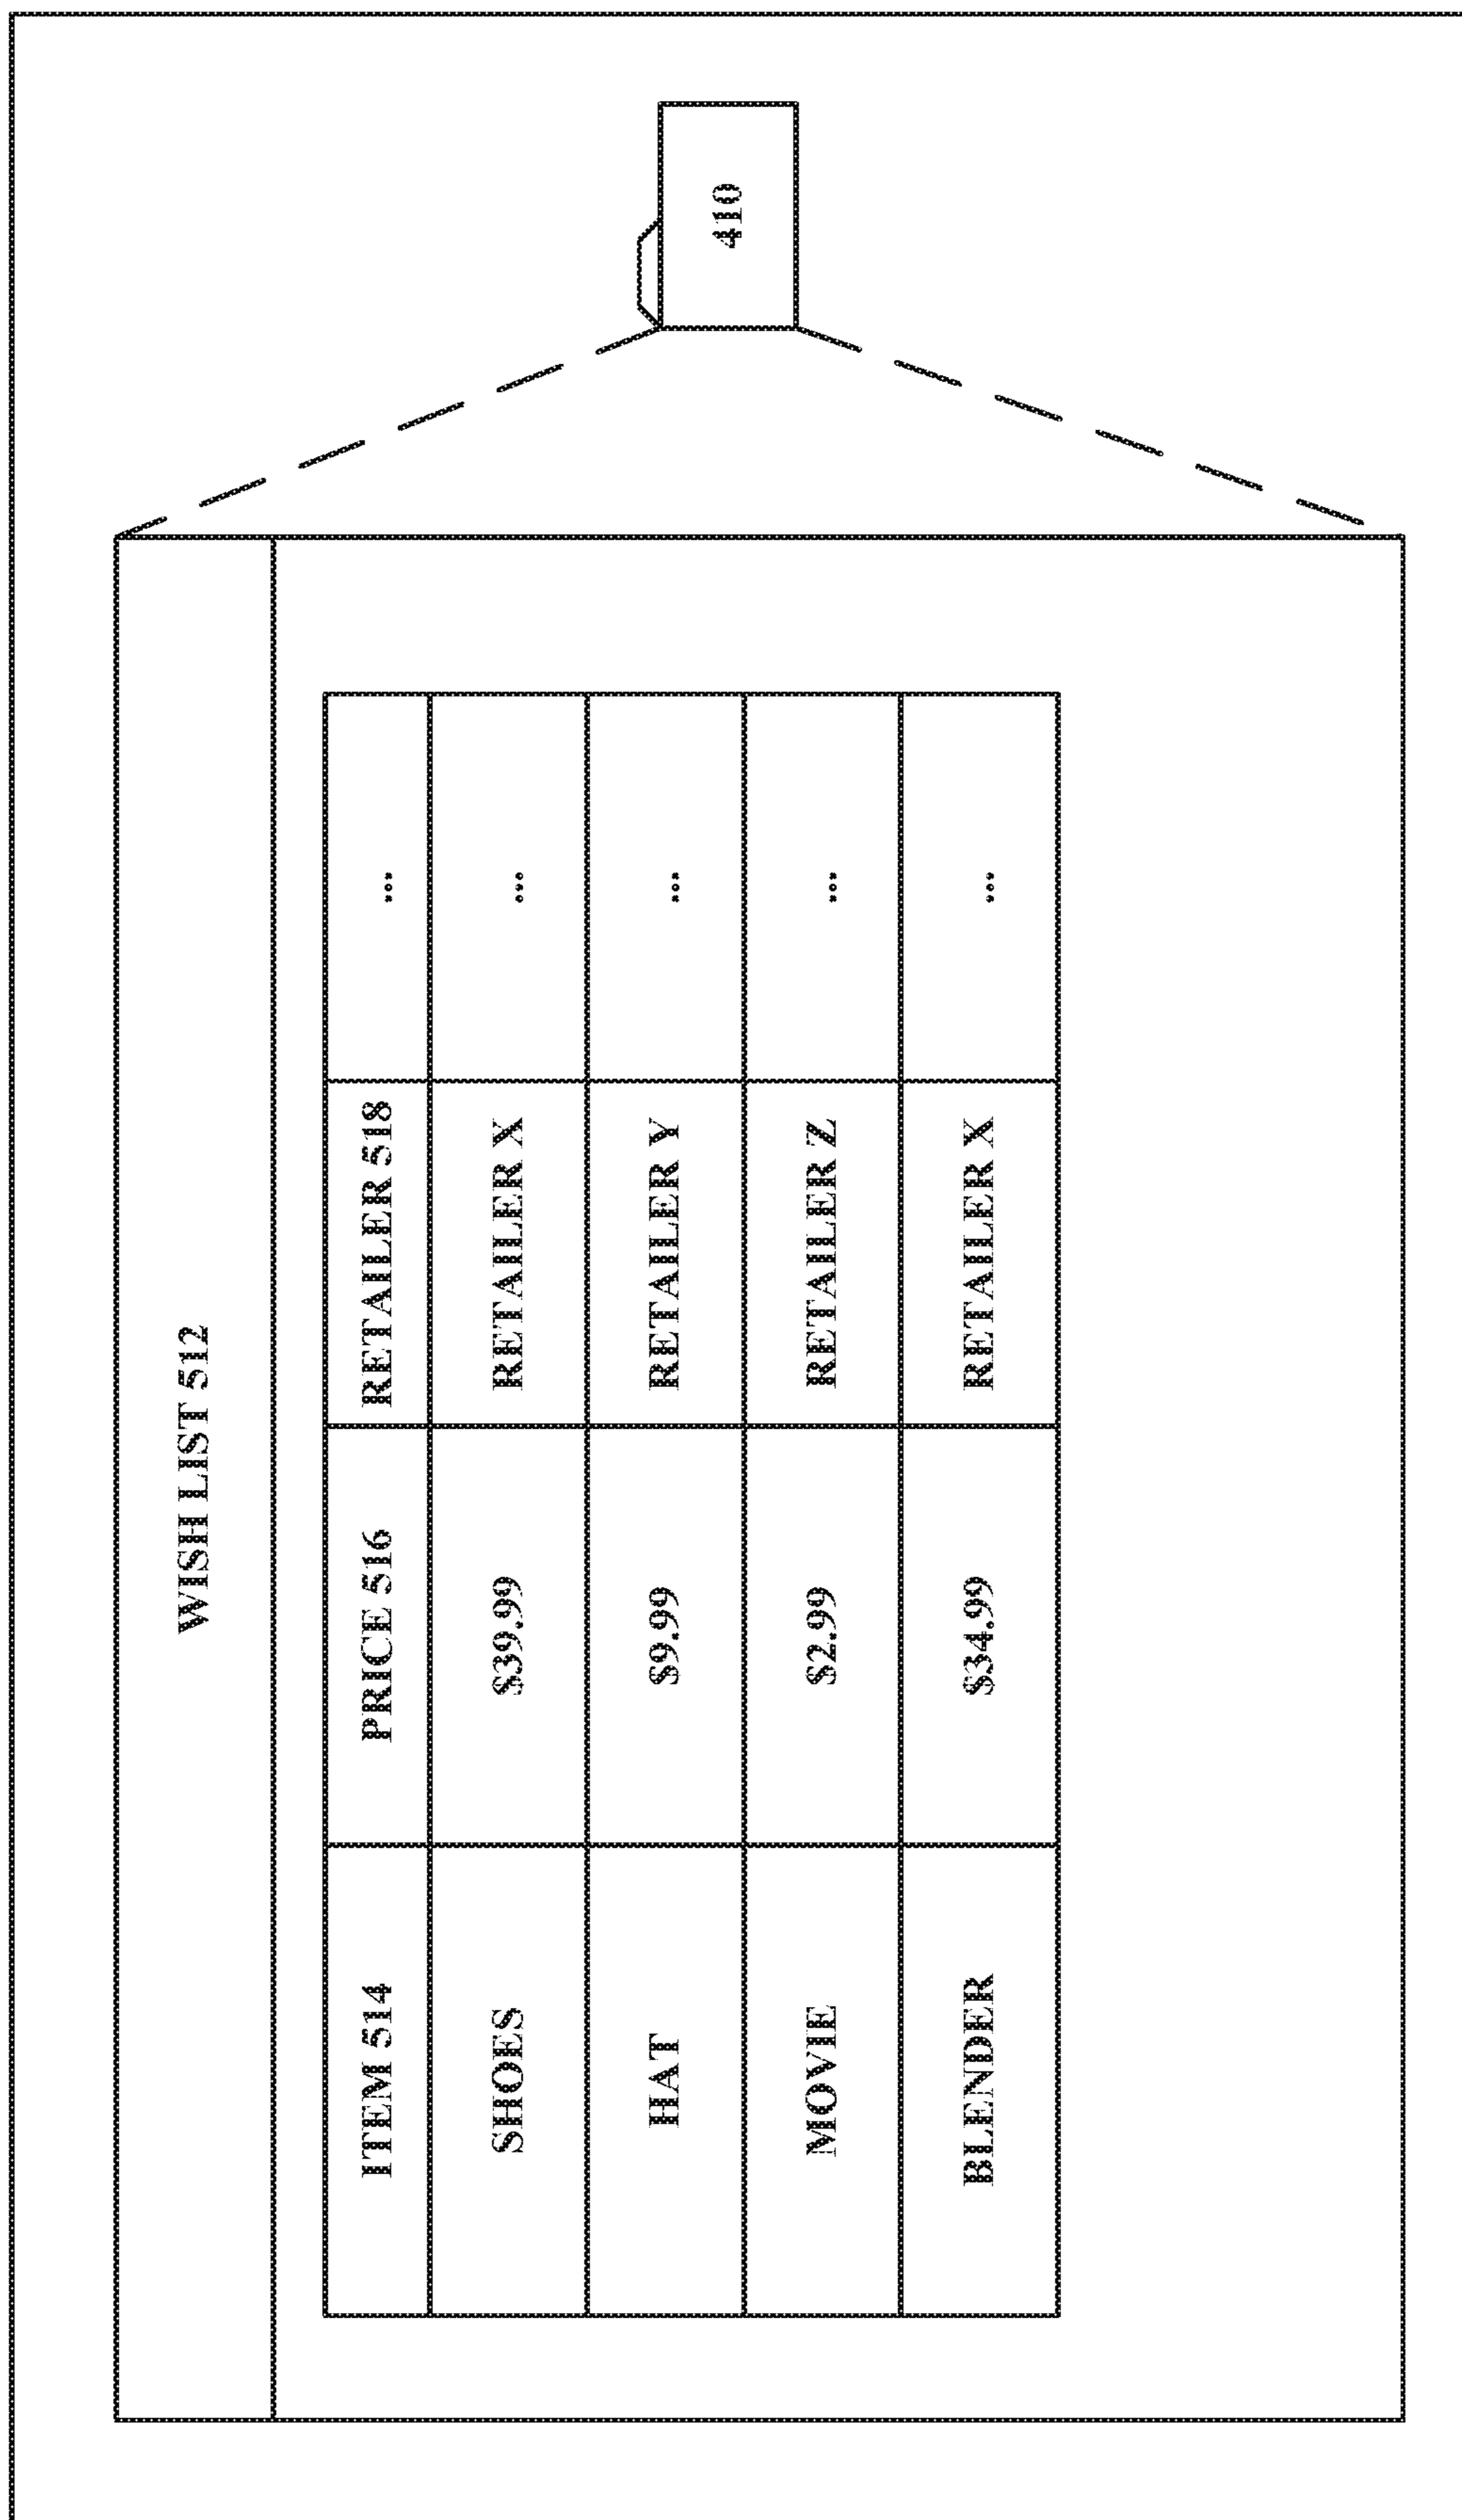 WISH LIST 512
ITEM 514 PRICE 516 RETAILER 518 ...
SHOES $39.99 RETAILER X ...
HAT $9.99 RETAILER Y ...
MOVIE $2.99 RETAILER Z ...
BLENDER $34.99 RETAILER X ...
410